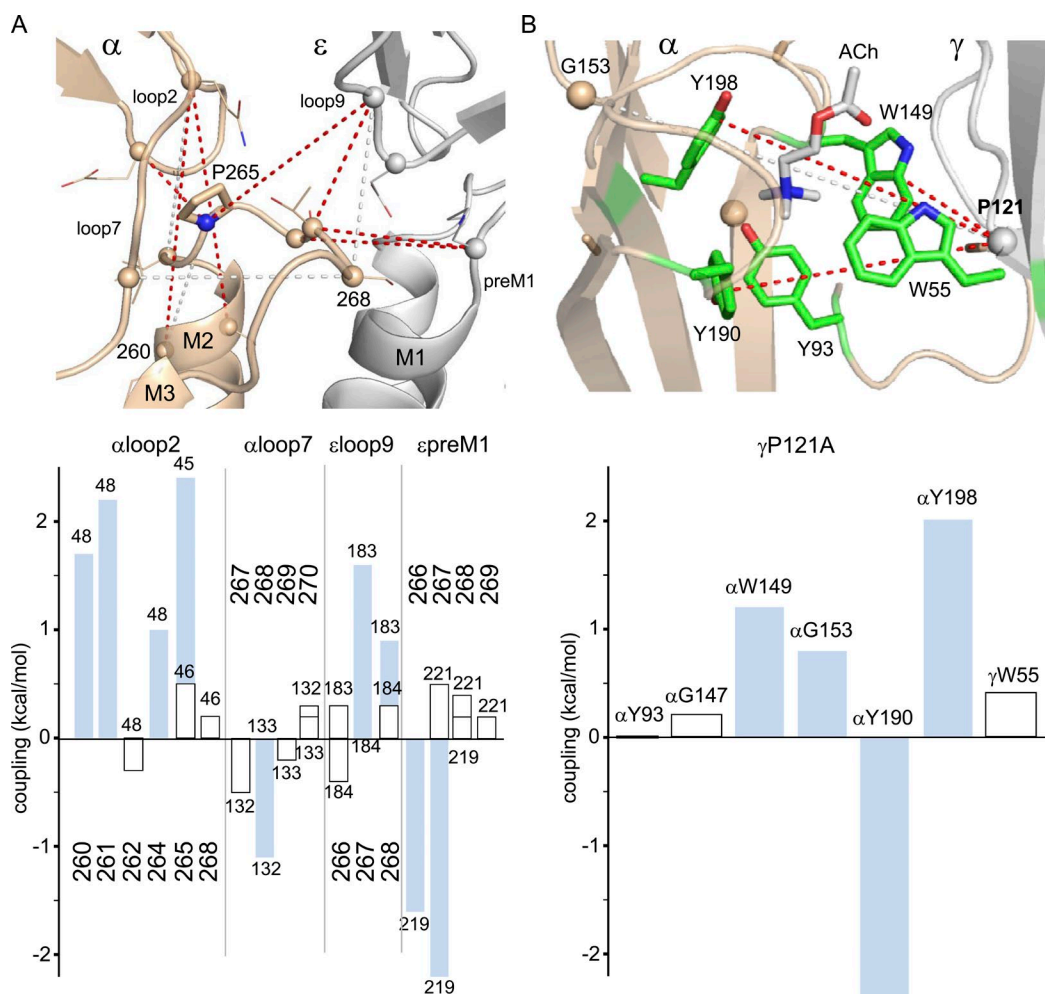 A
α
ε
loop2
loop9
P265
loop7
preM1
268
260
M2
M1
M3
B
α
γ
ACh
G153
Y198
W149
P121
W55
Y190
Y93
αloop2
αloop7
εloop9
εpreM1
coupling (kcal/mol)
2
1
0
-1
-2
48
48
48
48
45
46
46
260
261
262
264
265
268
267
268
269
270
132
133
132
133
132
133
183
184
183
184
183
184
266
267
268
266
267
268
269
219
221
219
221
219
221
γP121A
coupling (kcal/mol)
2
1
0
-1
-2
αY93
αG147
αW149
αG153
αY190
αY198
γW55